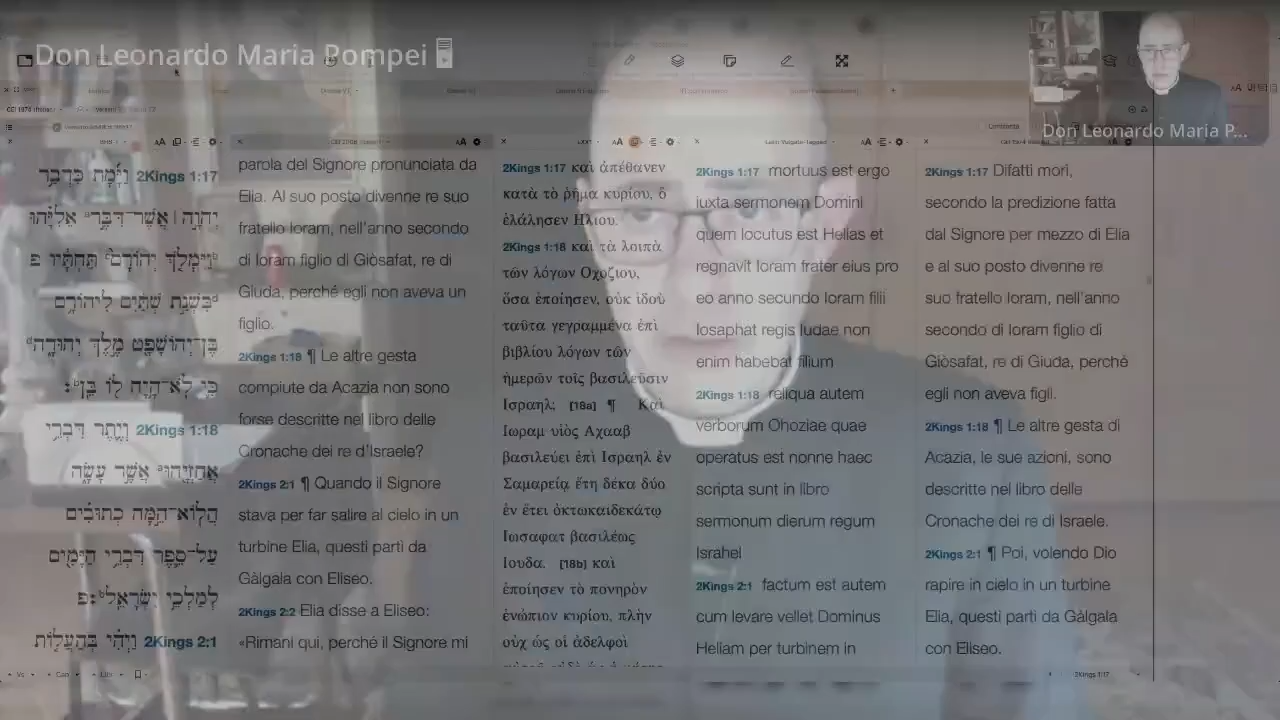 Don Leonardo Maria Pompei
Don Leonardo Maria P...
2Kings 1:17 וַיָּ֜מָת כִּדְבַ֥ר
יְהוָ֣ה׀ אֲשֶׁר־דִּבֶּ֣ר אֵלִיָּ֗הוּ
וַיִּמְלֹ֤ךְ יְהוֹרָם֙ תַּחְתָּ֔יו פ
בִּשְׁנַ֣ת שְׁתַּ֔יִם לִיהוֹרָ֥ם
בֶּן־יְהוֹשָׁפָ֖ט מֶ֣לֶךְ יְהוּדָ֑ה
כִּ֛י לֹֽא־הָ֥יָה ל֖וֹ בֵּֽן׃
2Kings 1:18 וְיֶ֛תֶר דִּבְרֵ֥י
אֲחַזְיָ֖הוּ אֲשֶׁ֣ר עָשָׂ֑ה
הֲלוֹא־הֵ֣מָּה כְתוּבִ֗ים
עַל־סֵ֛פֶר דִּבְרֵ֥י הַיָּמִ֖ים
לְמַלְכֵ֥י יִשְׂרָאֵֽל׃פ
2Kings 2:1 וַיְהִ֗י בְּהַעֲל֤וֹת
parola del Signore pronunciata da
Elia. Al suo posto divenne re suo
fratello Ioram, nell'anno secondo
di Ioram figlio di Giòsafat, re di
Giuda, perché egli non aveva un
figlio.
2Kings 1:18 ¶ Le altre gesta
compiute da Acazia non sono
forse descritte nel libro delle
Cronache dei re d'Israele?
2Kings 2:1 ¶ Quando il Signore
stava per far salire al cielo in un
turbine Elia, questi partì da
Gàlgala con Eliseo.
2Kings 2:2 Elia disse a Eliseo:
«Rimani qui, perché il Signore mi
2Kings 1:17 καὶ ἀπέθανεν
κατὰ τὸ ῥῆμα κυρίου, ὃ
ἐλάλησεν Ηλιου.
2Kings 1:18 καὶ τὰ λοιπὰ
τῶν λόγων Οχοζιου,
ὅσα ἐποίησεν, οὐκ ἰδοὺ
ταῦτα γεγραμμένα ἐπὶ
βιβλίου λόγων τῶν
ἡμερῶν τοῖς βασιλεῦσιν
Ισραηλ; [18a] ¶ Καὶ
Ιωραμ υἱὸς Αχααβ
βασιλεύει ἐπὶ Ισραηλ ἐν
Σαμαρείᾳ ἔτη δέκα δύο
ἐν ἔτει ὀκτωκαιδεκάτῳ
Ιωσαφατ βασιλέως
Ιουδα. [18b] καὶ
ἐποίησεν τὸ πονηρὸν
ἐνώπιον κυρίου, πλὴν
οὐχ ὡς οἱ ἀδελφοὶ
2Kings 1:17 mortuus est ergo
iuxta sermonem Domini
quem locutus est Helias et
regnavit Ioram frater eius pro
eo anno secundo Ioram filii
Iosaphat regis Iudae non
enim habebat filium
2Kings 1:18 reliqua autem
verborum Ohoziae quae
operatus est nonne haec
scripta sunt in libro
sermonum dierum regum
Israhel
2Kings 2:1 factum est autem
cum levare vellet Dominus
Heliam per turbinem in
2Kings 1:17 Difatti morì,
secondo la predizione fatta
dal Signore per mezzo di Elia
e al suo posto divenne re
suo fratello Ioram, nell'anno
secondo di Ioram figlio di
Giòsafat, re di Giuda, perché
egli non aveva figli.
2Kings 1:18 ¶ Le altre gesta di
Acazia, le sue azioni, sono
descritte nel libro delle
Cronache dei re di Israele.
2Kings 2:1 ¶ Poi, volendo Dio
rapire in cielo in un turbine
Elia, questi partì da Gàlgala
con Eliseo.
2Kings 1:17